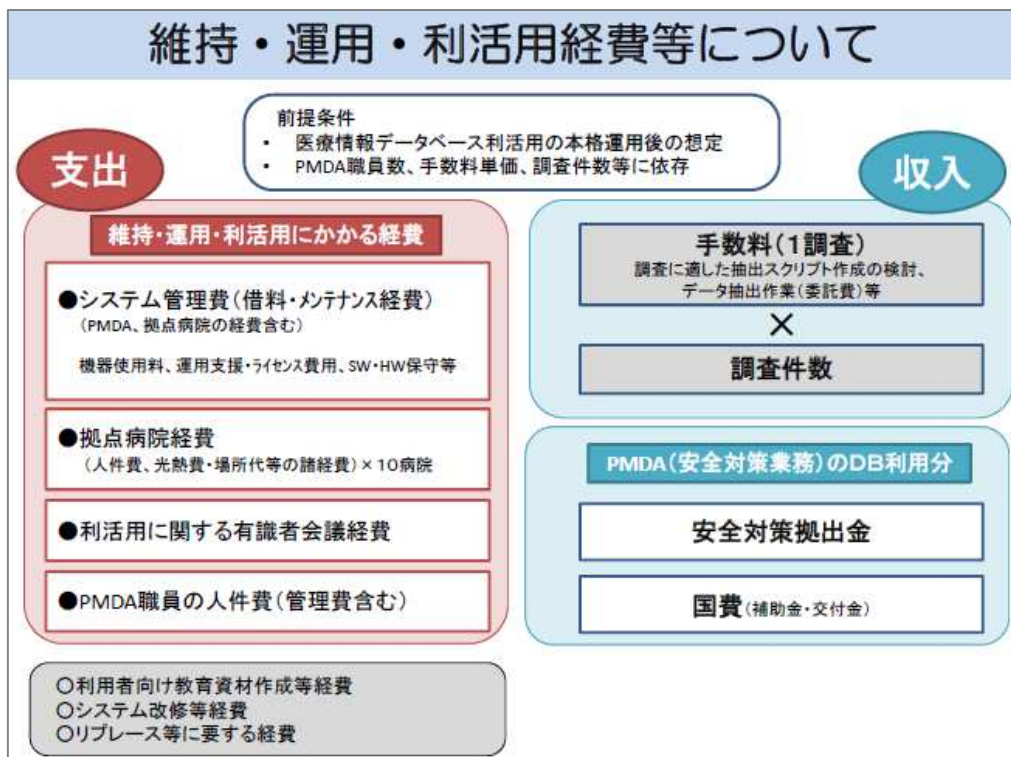 維持・運用・利活用経費等について
前提条件
・ 医療情報データベース利活用の本格運用後の想定
・ PMDA職員数、手数料単価、調査件数等に依存
支出
維持・運用・利活用にかかる経費
●システム管理費(借料・メンテナンス経費)
(PMDA、拠点病院の経費含む)
機器使用料、運用支援・ライセンス費用、SW・HW保守等
●拠点病院経費
(人件費、光熱費・場所代等の諸経費)×10病院
●利活用に関する有識者会議経費
●PMDA職員の人件費(管理費含む)
○利用者向け教育資材作成等経費
○システム改修等経費
○リプレース等に要する経費
収入
手数料(1調査)
調査に適した抽出スクリプト作成の検討、
データ抽出作業(委託費)等
×
調査件数
PMDA(安全対策業務)のDB利用分
安全対策拠出金
国費(補助金・交付金)